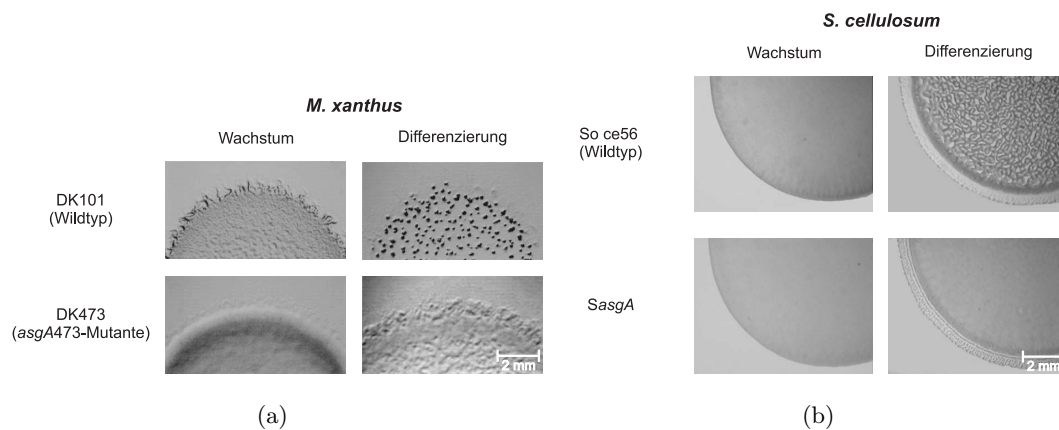 M. xanthus
Wachstum
Differenzierung
DK101
(Wildtyp)
DK473
(asgA473-Mutante)
2 mm
(a)
S. cellulosum
Wachstum
Differenzierung
So ce56
(Wildtyp)
SasgA
2 mm
(b)